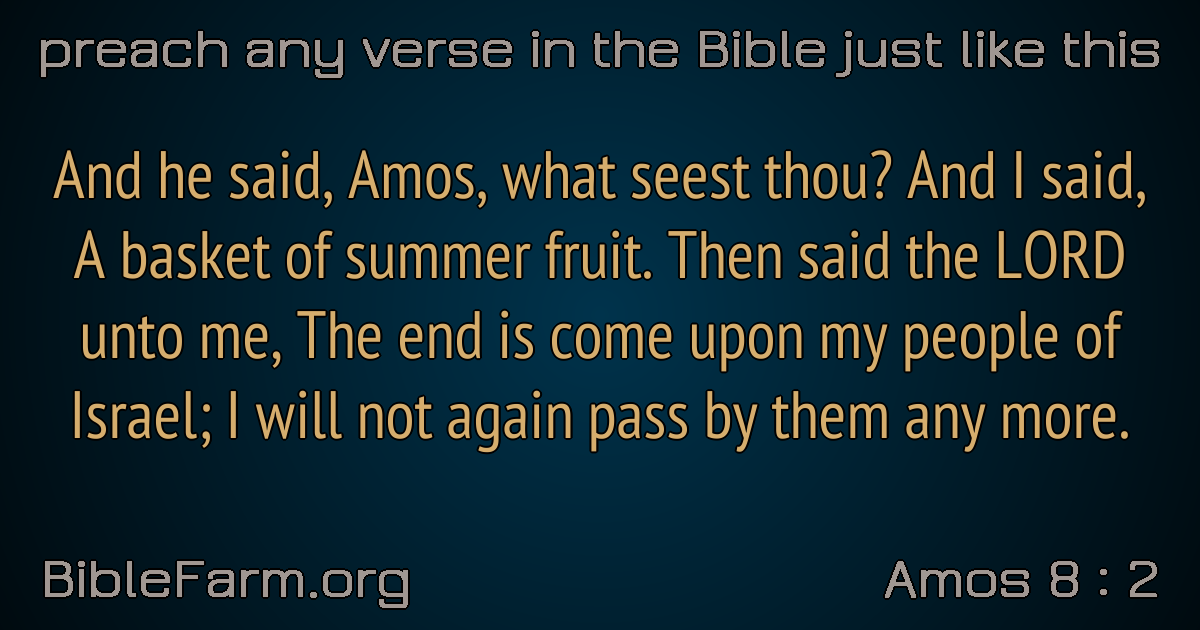 preach any verse in the Bible just like this
And he said, Amos, what seest thou? And I said,
A basket of summer fruit. Then said the LORD
unto me, The end is come upon my people of
Israel; I will not again pass by them any more.
BibleFarm.org
Amos 8 : 2